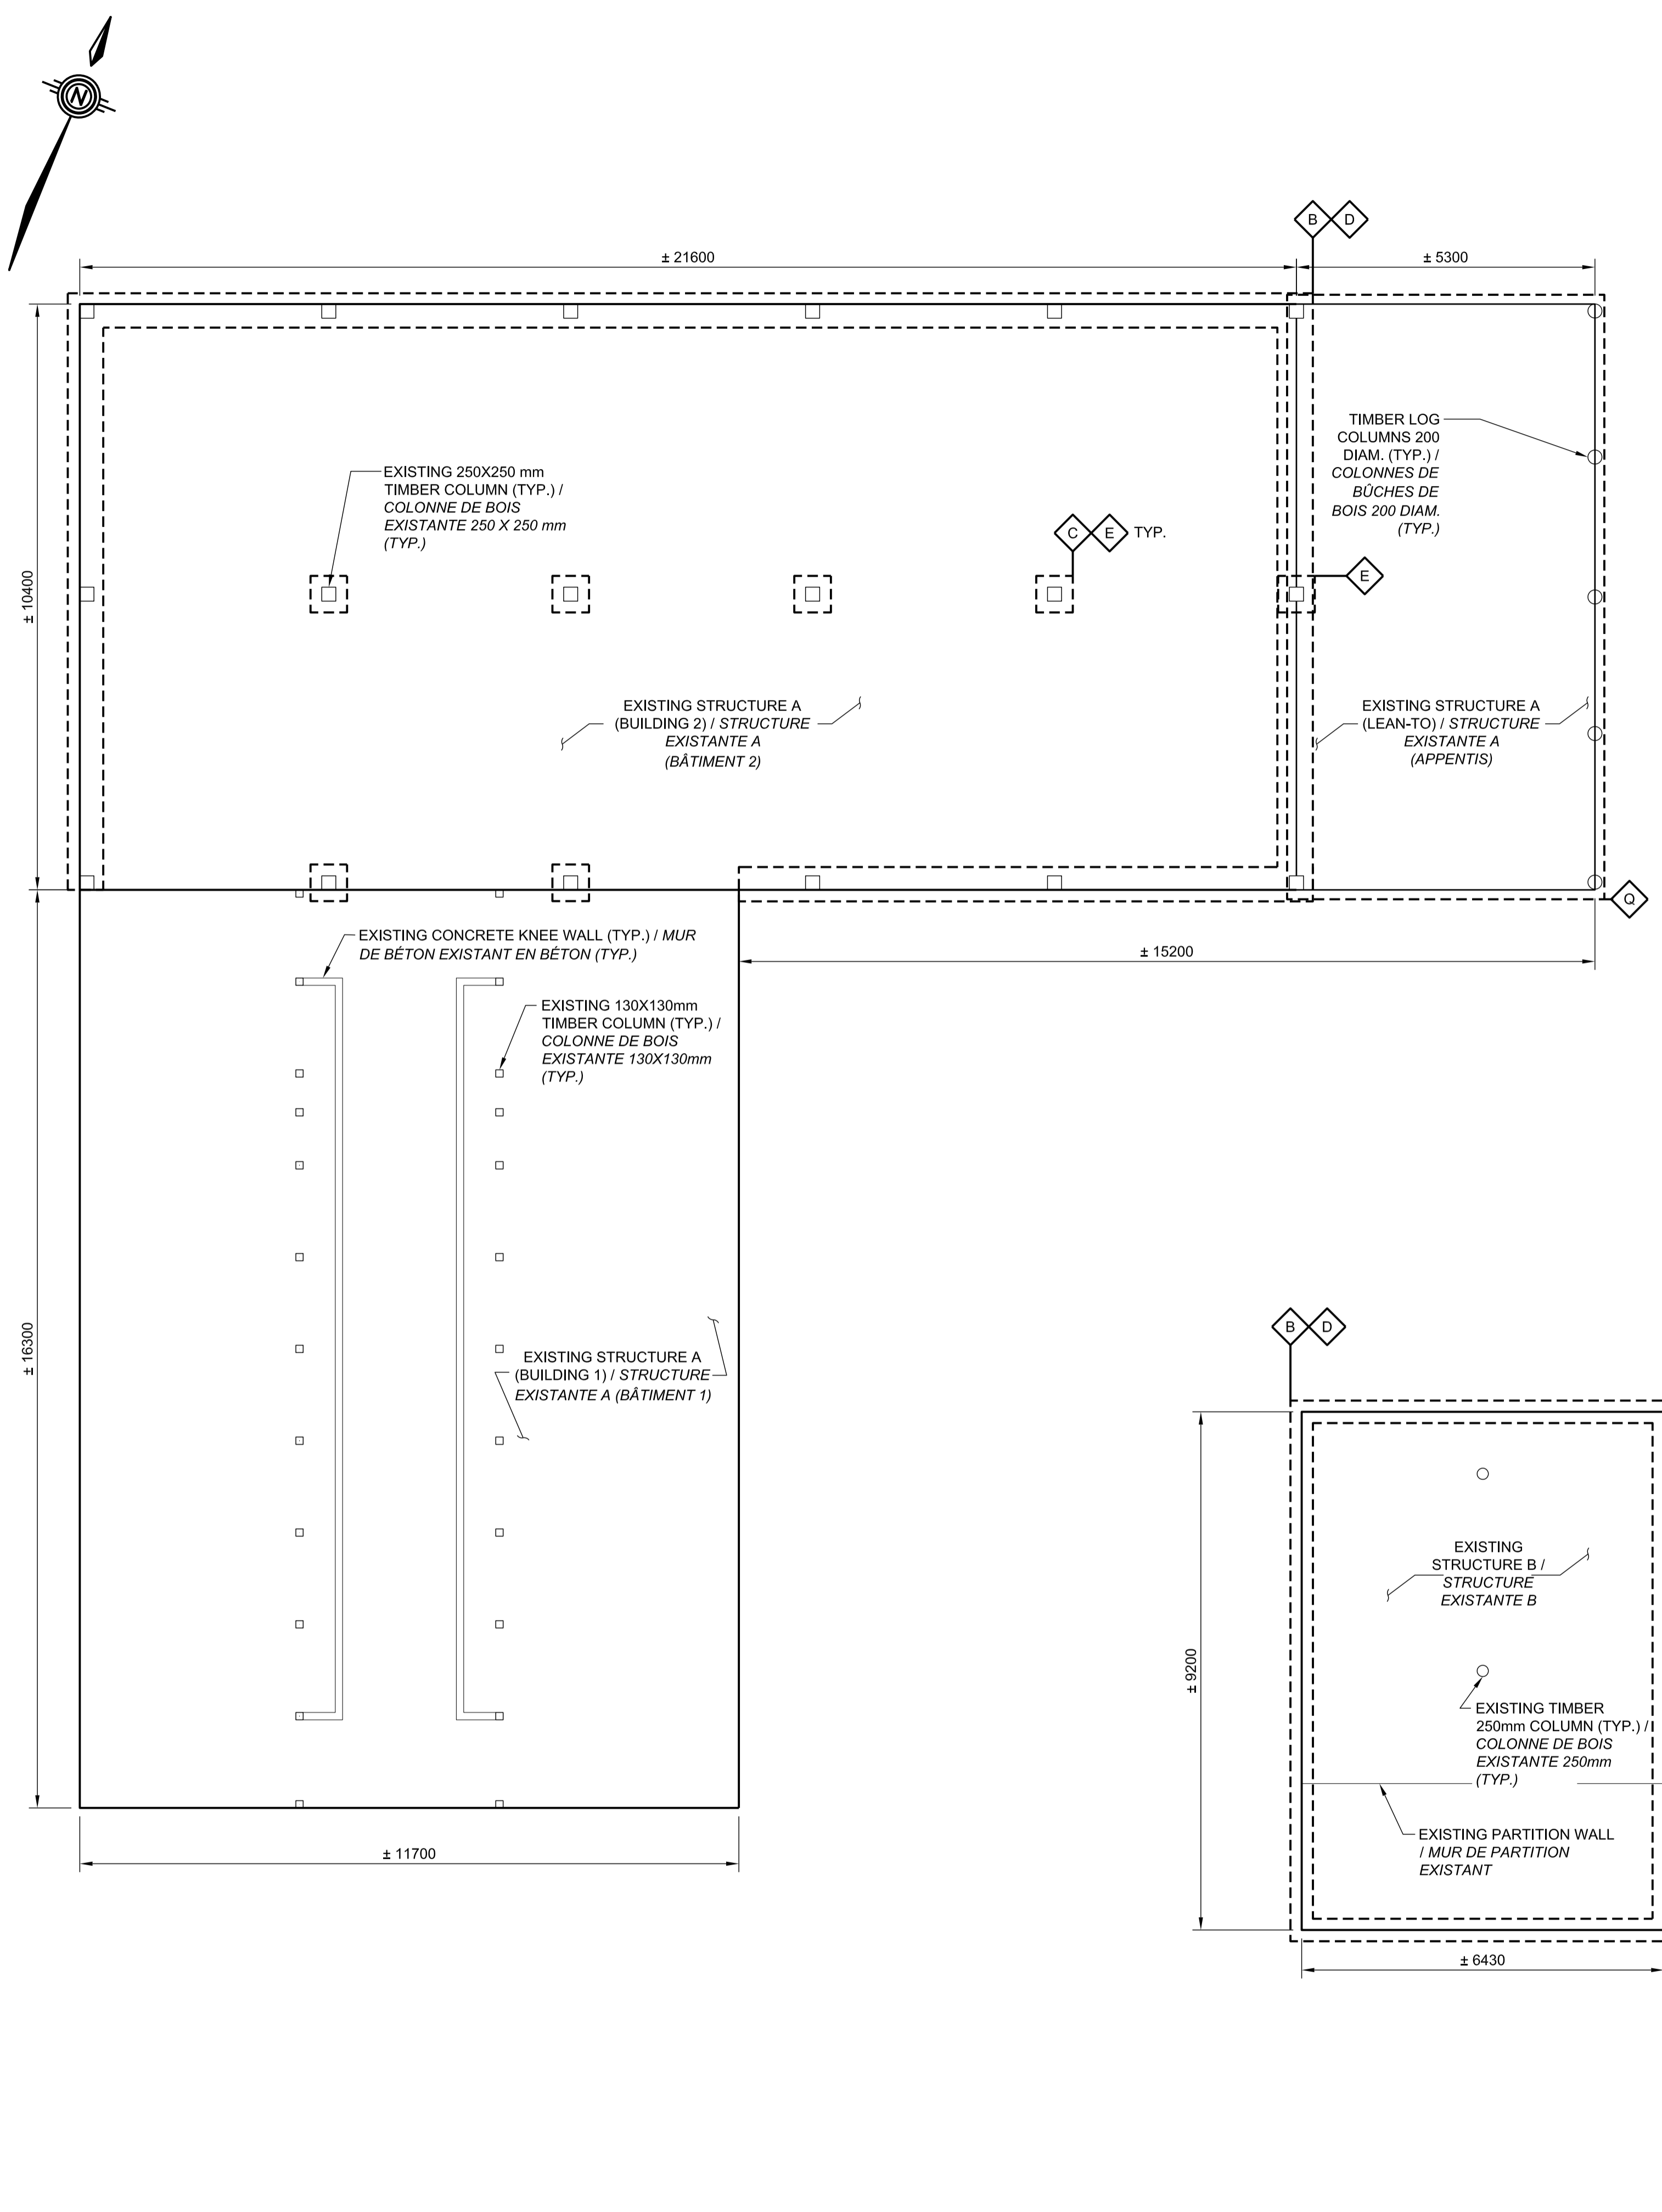 N
B
D
± 21600
± 5300
TIMBER LOG
COLUMNS 200
DIAM. (TYP.) /
COLONNES DE
BÛCHES DE
BOIS 200 DIAM.
(TYP.)
EXISTING 250X250 mm
TIMBER COLUMN (TYP.) /
COLONNE DE BOIS
EXISTANTE 250 X 250 mm
(TYP.)
C
E
TYP.
E
± 10400
EXISTING STRUCTURE A
(BUILDING 2) / STRUCTURE
EXISTANTE A
(BÂTIMENT 2)
EXISTING STRUCTURE A
(LEAN-TO) / STRUCTURE
EXISTANTE A
(APPENTIS)
Q
EXISTING CONCRETE KNEE WALL (TYP.) / MUR
DE BÉTON EXISTANT EN BÉTON (TYP.)
± 15200
EXISTING 130X130mm
TIMBER COLUMN (TYP.) /
COLONNE DE BOIS
EXISTANTE 130X130mm
(TYP.)
± 16300
EXISTING STRUCTURE A
(BUILDING 1) / STRUCTURE
EXISTANTE A (BÂTIMENT 1)
B
D
EXISTING
STRUCTURE B /
STRUCTURE
EXISTANTE B
± 9200
EXISTING TIMBER
250mm COLUMN (TYP.) /
COLONNE DE BOIS
EXISTANTE 250mm
(TYP.)
EXISTING PARTITION WALL
/ MUR DE PARTITION
EXISTANT
± 11700
± 6430